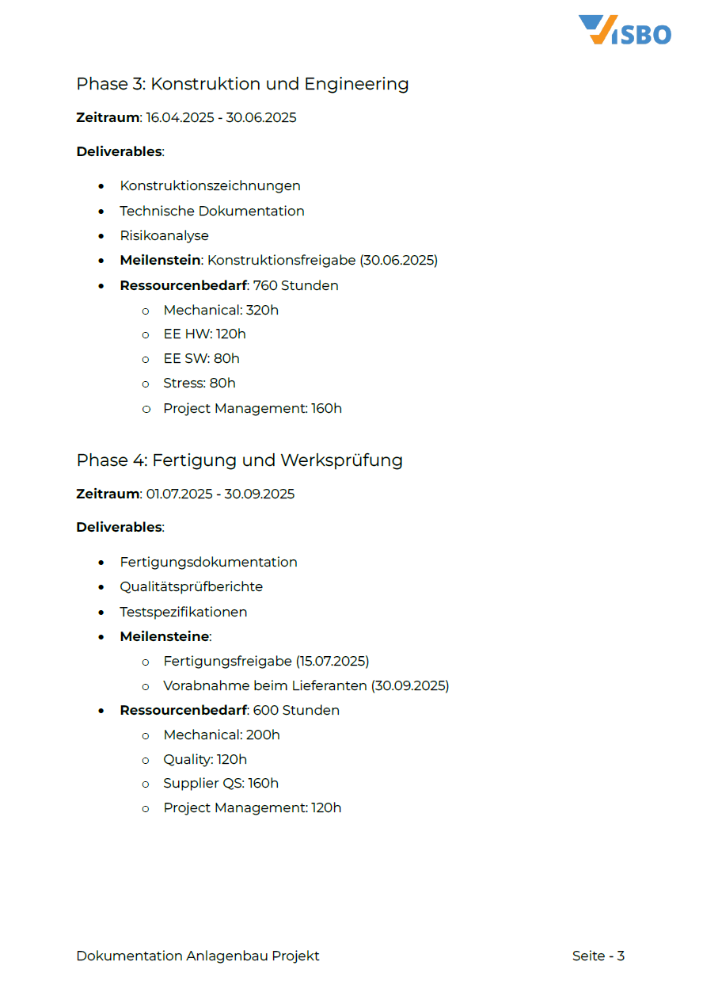 VISBO
Phase 3: Konstruktion und Engineering
Zeitraum: 16.04.2025 - 30.06.2025
Deliverables:
• Konstruktionszeichnungen
• Technische Dokumentation
• Risikoanalyse
• Meilenstein: Konstruktionsfreigabe (30.06.2025)
• Ressourcenbedarf: 760 Stunden
o Mechanical: 320h
o EE HW: 120h
o EE SW: 80h
o Stress: 80h
o Project Management: 160h
Phase 4: Fertigung und Werksprüfung
Zeitraum: 01.07.2025 - 30.09.2025
Deliverables:
• Fertigungsdokumentation
• Qualitätsprüfberichte
• Testspezifikationen
• Meilensteine:
o Fertigungsfreigabe (15.07.2025)
o Vorabnahme beim Lieferanten (30.09.2025)
• Ressourcenbedarf: 600 Stunden
o Mechanical: 200h
o Quality: 120h
o Supplier QS: 160h
o Project Management: 120h
Dokumentation Anlagenbau Projekt Seite - 3